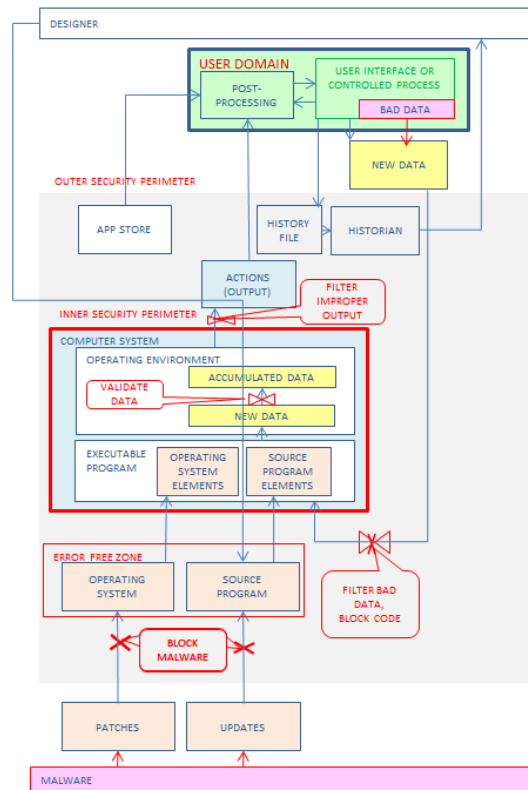 DESIGNER
USER DOMAIN
POST-
PROCESSING
USER INTERFACE OR
CONTROLLED PROCESS
BAD DATA
NEW DATA
OUTER SECURITY PERIMETER
APP STORE
HISTORY
FILE
HISTORIAN
ACTIONS
(OUTPUT)
FILTER
IMPROPER
OUTPUT
INNER SECURITY PERIMETER
COMPUTER SYSTEM
OPERATING ENVIRONMENT
ACCUMULATED DATA
VALIDATE
DATA
NEW DATA
EXECUTABLE
PROGRAM
OPERATING
SYSTEM
ELEMENTS
SOURCE
PROGRAM
ELEMENTS
ERROR FREE ZONE
OPERATING
SYSTEM
SOURCE
PROGRAM
FILTER BAD
DATA,
BLOCK CODE
BLOCK
MALWARE
PATCHES
UPDATES
MALWARE